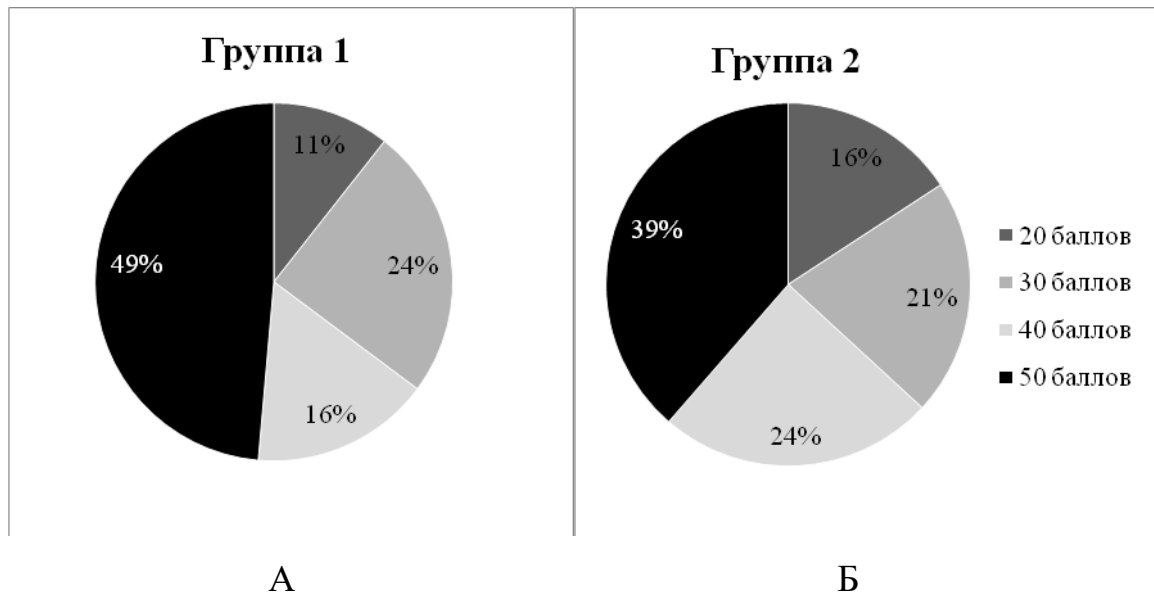 Группа 1
11%
24%
16%
49%
Группа 2
16%
21%
24%
39%
20 баллов
30 баллов
40 баллов
50 баллов
А
Б